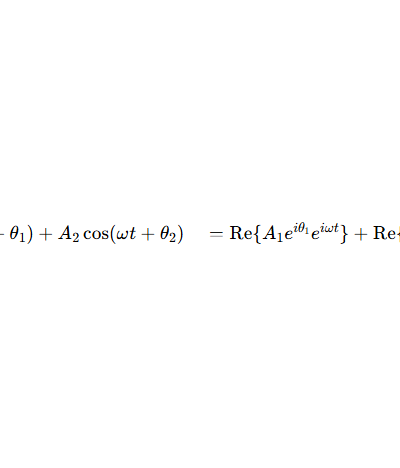 + θ₁) + A₂ cos(ωt + θ₂) = Re{A₁e^{iθ₁}e^{iωt}} + Re{